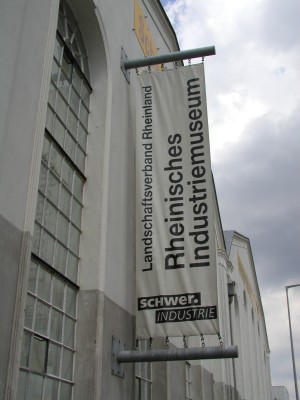 Landschaftsverband Rheinland
Rheinisches
Industriemuseum
SCHWER.
INDUSTRIE